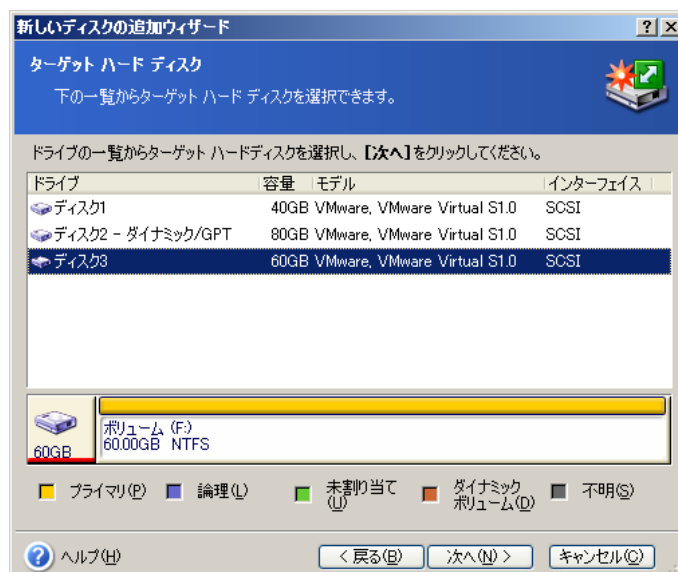 新しいディスクの追加ウィザード
ターゲット ハード ディスク
下の一覧からターゲット ハード ディスクを選択できます。
ドライブの一覧からターゲット ハードディスクを選択し、[次へ]をクリックしてください。
ドライブ 容量 モデル インターフェイス
ディスク1 40GB VMware, VMware Virtual S1.0 SCSI
ディスク2 - ダイナミック/GPT 80GB VMware, VMware Virtual S1.0 SCSI
ディスク3 60GB VMware, VMware Virtual S1.0 SCSI
ボリューム (F:)
60GB 60.00GB NTFS
プライマリ(P) 論理(L) 未割り当て(U) ダイナミック ボリューム(D) 不明(S)
ヘルプ(H) < 戻る(B) 次へ(N) > キャンセル(C)